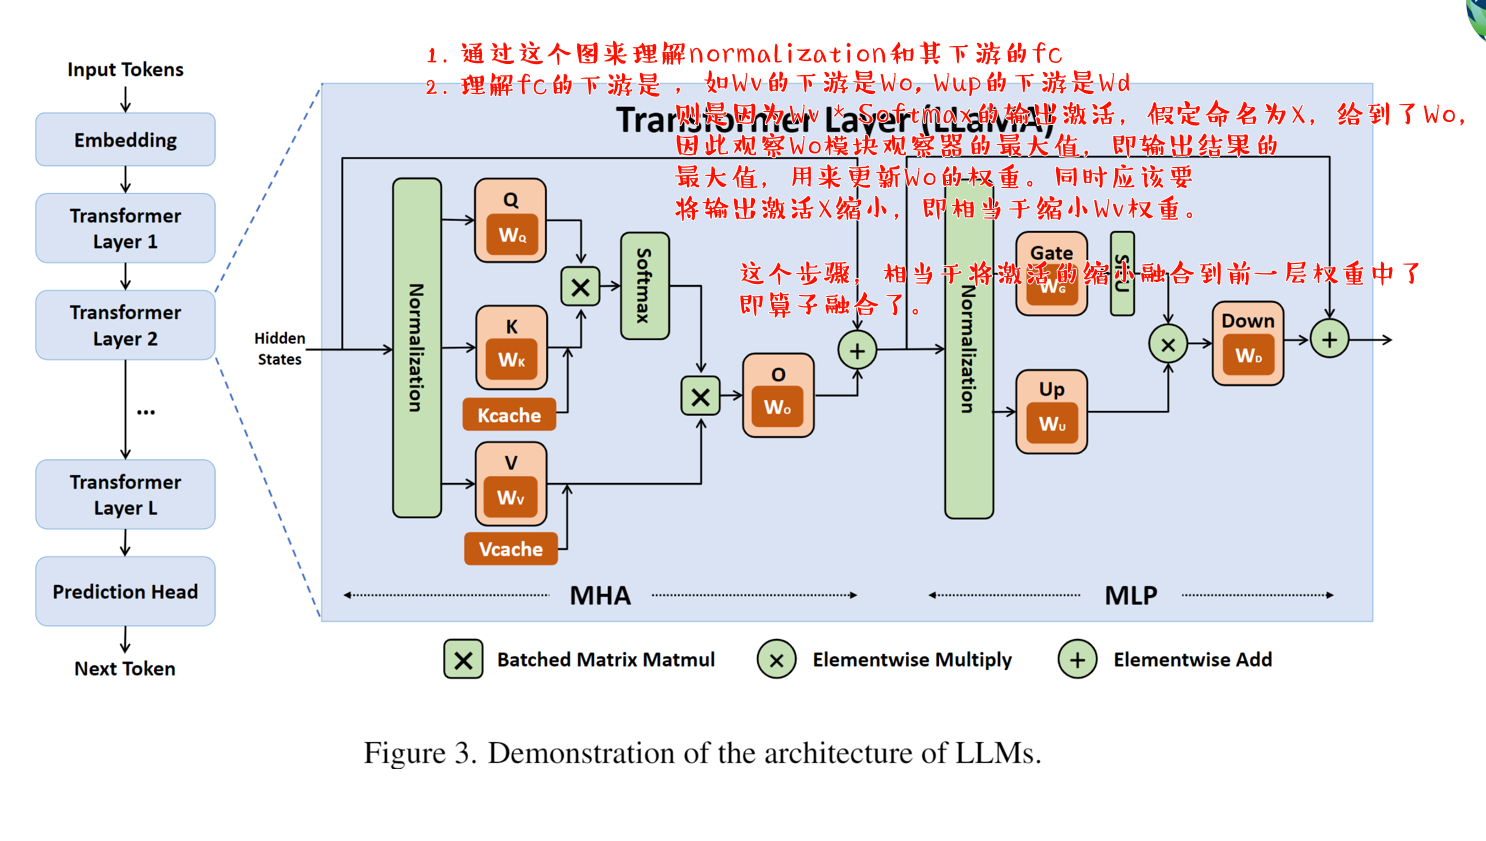 1. 通过这个图来理解normalization和其下游的fc
2. 理解fc的下游是 ，如Wv的下游是Wo, Wup的下游是Wd
则是因为Wv * Softmax的输出激活，假定命名为X，给到了Wo，
因此观察Wo模块观察器的最大值，即输出结果的
最大值，用来更新Wo的权重。同时应该要
将输出激活X缩小，即相当于缩小Wv权重。
这个步骤，相当于将激活的缩小融合到前一层权重中了
即算子融合了。
Transformer Layer (LLaMA)
Input Tokens
Embedding
Transformer
Layer 1
Transformer
Layer 2
...
Transformer
Layer L
Prediction Head
Next Token
Hidden
States
Normalization
Q
WQ
K
WK
Kcache
V
WV
Vcache
Softmax
O
WO
Normalization
Gate
WG
Up
WU
Down
WD
MHA
MLP
Batched Matrix Matmul
Elementwise Multiply
Elementwise Add
Figure 3. Demonstration of the architecture of LLMs.